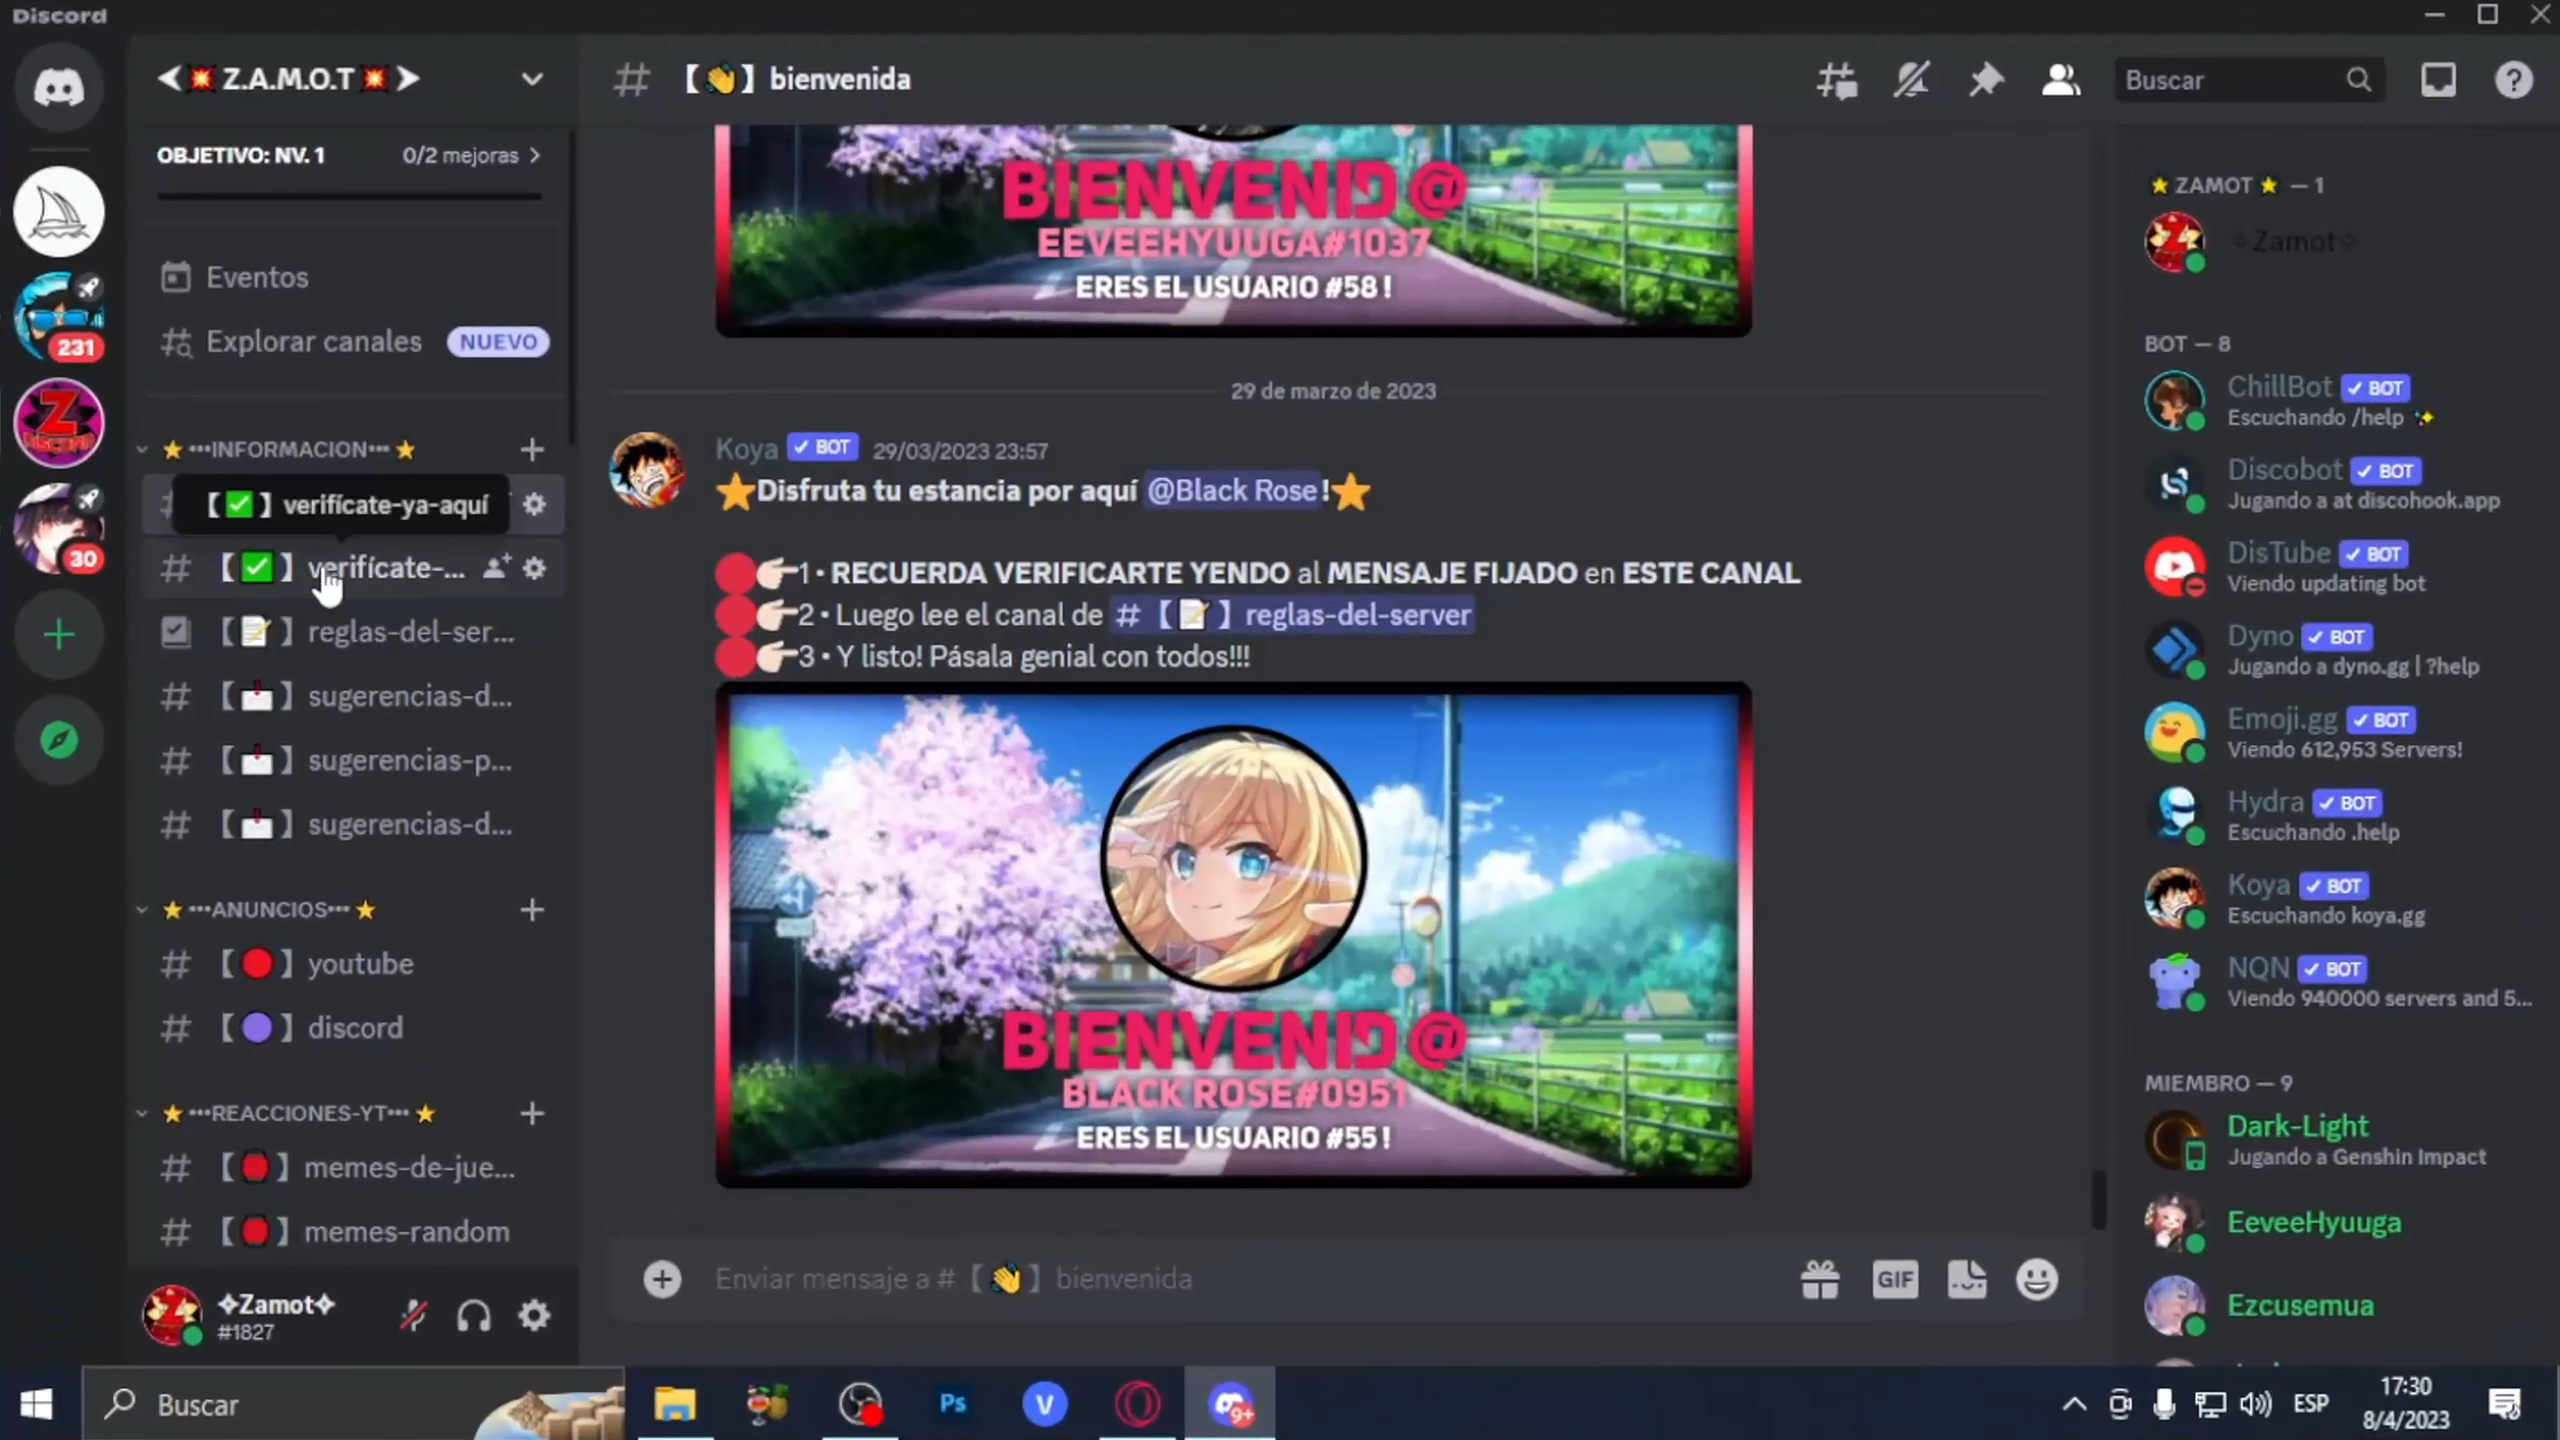 Discord
Z.A.M.O.T
OBJETIVO: NV. 1
0/2 mejoras
Eventos
Explorar canales
NUEVO
•••INFORMACION•••
【✅】verifícate-ya-aquí
# 【✅】verifícate-...
【📝】reglas-del-ser...
# 【📩】sugerencias-d...
# 【📩】sugerencias-p...
# 【📩】sugerencias-d...
•••ANUNCIOS•••
# 【🔴】youtube
# 【🟣】discord
•••REACCIONES-YT•••
# 【】memes-de-jue...
# 【】memes-random
✧Zamot✧
#1827
231
30
# 【👋】bienvenida
Buscar
BIENVENID@
EEVEEHYUUGA#1037
ERES EL USUARIO #58!
29 de marzo de 2023
Koya ✓ BOT 29/03/2023 23:57
⭐Disfruta tu estancia por aquí @Black Rose!⭐
🔴👉1 • RECUERDA VERIFICARTE YENDO al MENSAJE FIJADO en ESTE CANAL
🔴👉2 • Luego lee el canal de # 【📝】reglas-del-server
🔴👉3 • Y listo! Pásala genial con todos!!!
BIENVENID@
BLACK ROSE#0951
ERES EL USUARIO #55!
Enviar mensaje a # 【👋】bienvenida
GIF
⭐ZAMOT⭐ — 1
✧Zamot✧
BOT — 8
ChillBot ✓ BOT
Escuchando /help ✨
Discobot ✓ BOT
Jugando a at discohook.app
DisTube ✓ BOT
Viendo updating bot
Dyno ✓ BOT
Jugando a dyno.gg | ?help
Emoji.gg ✓ BOT
Viendo 612,953 Servers!
Hydra ✓ BOT
Escuchando .help
Koya ✓ BOT
Escuchando koya.gg
NQN ✓ BOT
Viendo 940000 servers and 5...
MIEMBRO — 9
Dark-Light
Jugando a Genshin Impact
EeveeHyuuga
Ezcusemua
Buscar
Ps
V
9+
ESP
17:30
8/4/2023